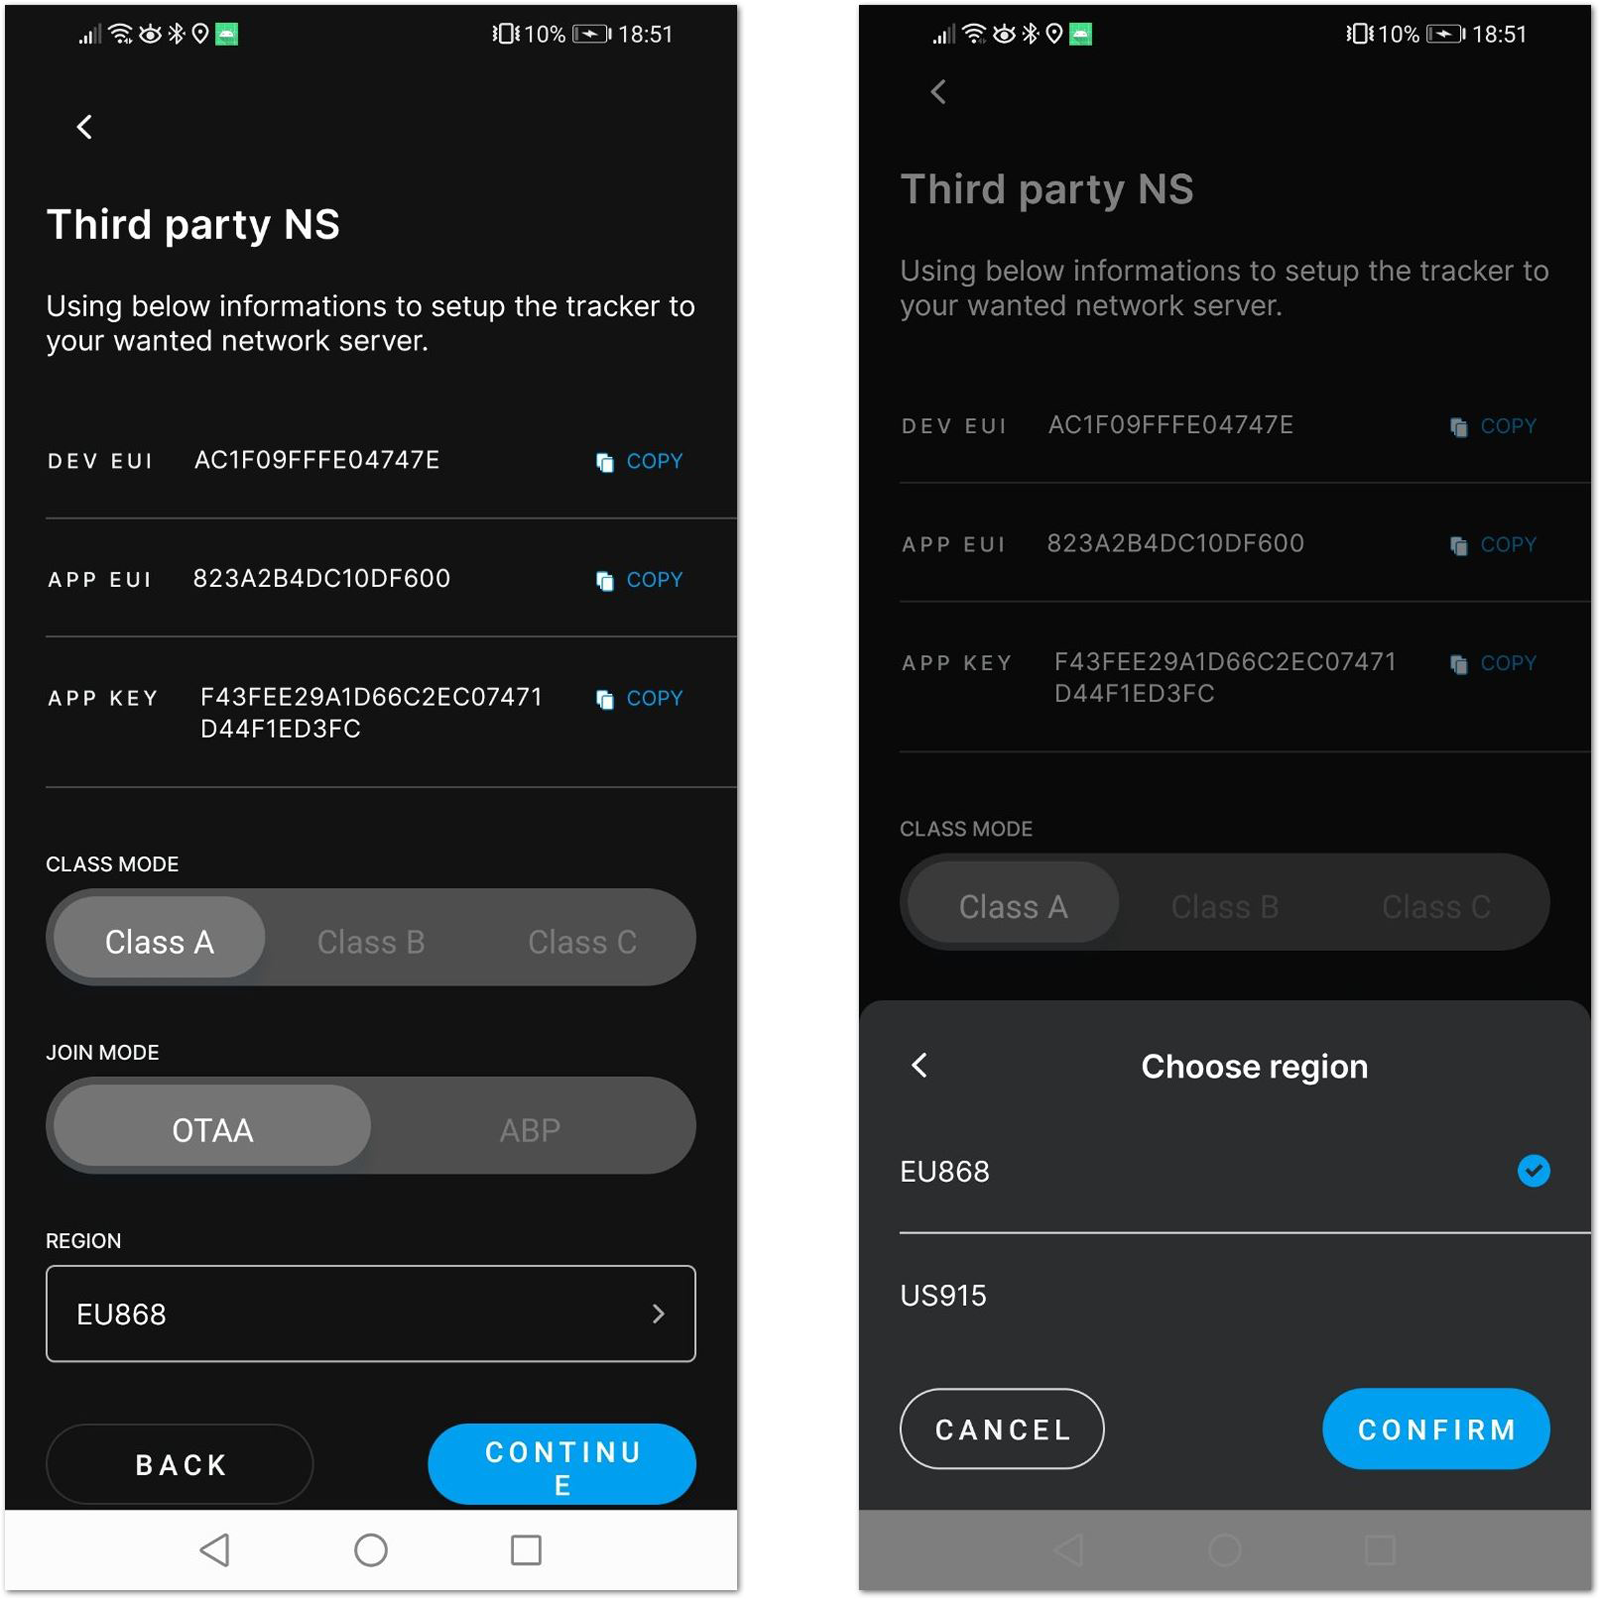 10% 18:51
Third party NS
Using below informations to setup the tracker to
your wanted network server.
DEV EUI AC1F09FFFE04747E COPY
APP EUI 823A2B4DC10DF600 COPY
APP KEY F43FEE29A1D66C2EC07471 COPY
D44F1ED3FC
CLASS MODE
Class A Class B Class C
JOIN MODE
OTAA ABP
REGION
EU868
BACK CONTINU
E
10% 18:51
Third party NS
Using below informations to setup the tracker to
your wanted network server.
DEV EUI AC1F09FFFE04747E COPY
APP EUI 823A2B4DC10DF600 COPY
APP KEY F43FEE29A1D66C2EC07471 COPY
D44F1ED3FC
CLASS MODE
Class A Class B Class C
Choose region
EU868
US915
CANCEL CONFIRM